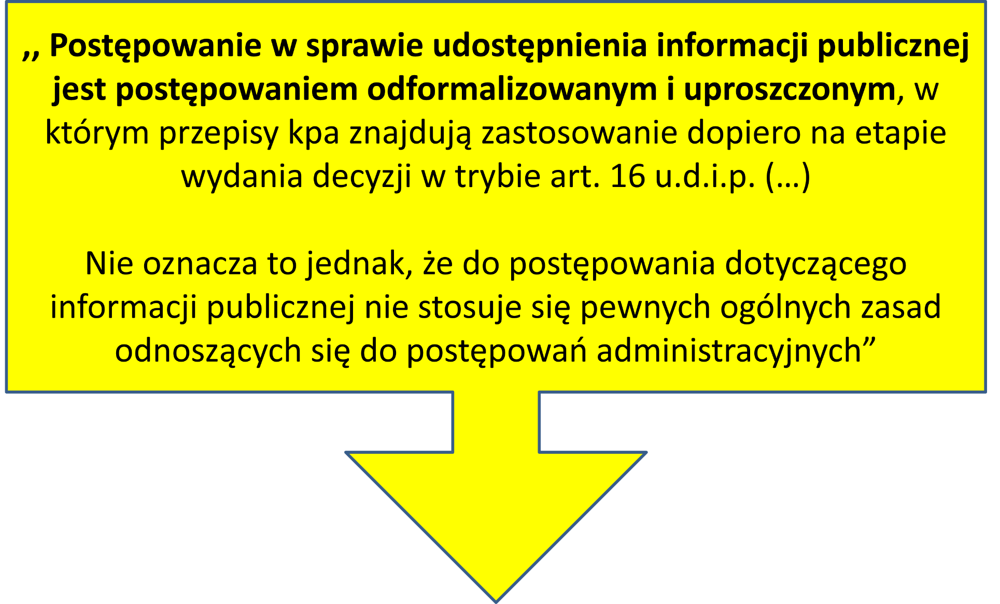 ,, Postępowanie w sprawie udostępnienia informacji publicznej
jest postępowaniem odformalizowanym i uproszczonym, w
którym przepisy kpa znajdują zastosowanie dopiero na etapie
wydania decyzji w trybie art. 16 u.d.i.p. (…)
Nie oznacza to jednak, że do postępowania dotyczącego
informacji publicznej nie stosuje się pewnych ogólnych zasad
odnoszących się do postępowań administracyjnych”